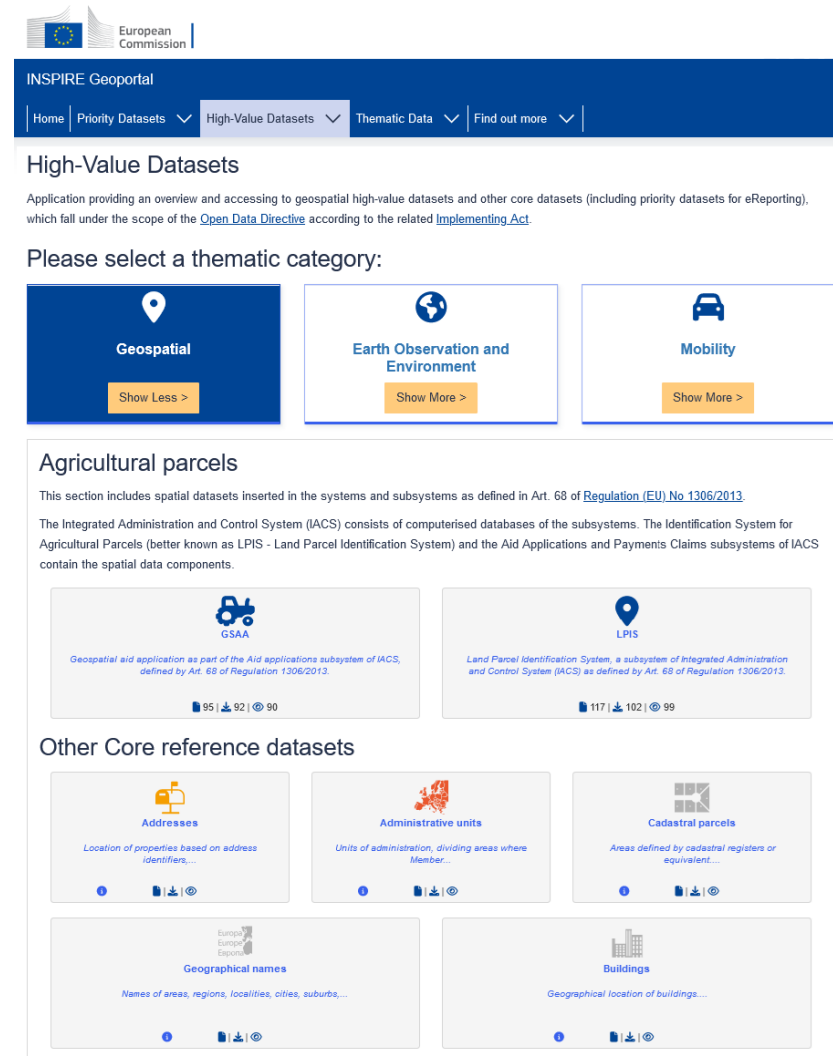 European
Commission
INSPIRE Geoportal
Home Priority Datasets High-Value Datasets Thematic Data Find out more
High-Value Datasets
Application providing an overview and accessing to geospatial high-value datasets and other core datasets (including priority datasets for eReporting),
which fall under the scope of the Open Data Directive according to the related Implementing Act.
Please select a thematic category:
Geospatial
Show Less >
Earth Observation and
Environment
Show More >
Mobility
Show More >
Agricultural parcels
This section includes spatial datasets inserted in the systems and subsystems as defined in Art. 68 of Regulation (EU) No 1306/2013.
The Integrated Administration and Control System (IACS) consists of computerised databases of the subsystems. The Identification System for
Agricultural Parcels (better known as LPIS - Land Parcel Identification System) and the Aid Applications and Payments Claims subsystems of IACS
contain the spatial data components.
GSAA
Geospatial aid application as part of the Aid applications subsystem of IACS,
defined by Art. 68 of Regulation 1306/2013.
95 | 92 | 90
LPIS
Land Parcel Identification System, a subsystem of Integrated Administration
and Control System (IACS) as defined by Art. 68 of Regulation 1306/2013.
117 | 102 | 99
Other Core reference datasets
Addresses
Location of properties based on address
identifiers,...
| |
Administrative units
Units of administration, dividing areas where
Member...
| |
Cadastral parcels
Areas defined by cadastral registers or
equivalent....
| |
Europa
Europe
Европа
Geographical names
Names of areas, regions, localities, cities, suburbs,...
| |
Buildings
Geographical location of buildings....
| |